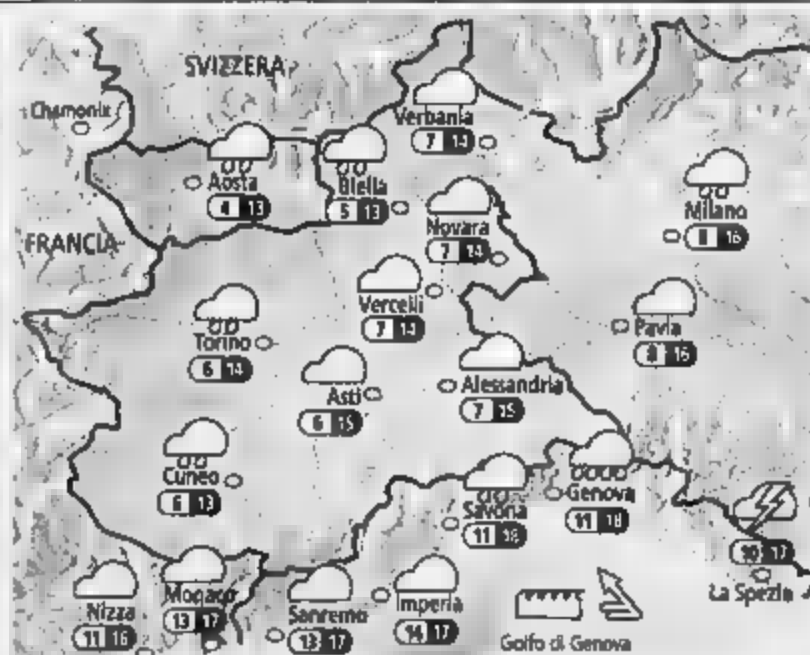 SVIZZERA
Chamonix
Verbania
7 14
Aosta
4 13
Biella
5 13
Milano
8 16
Novara
7 14
FRANCIA
Vercelli
7 14
Torino
6 14
Pavia
8 16
Asti
6 15
Alessandria
7 15
Cuneo
6 13
Savona
11 18
Genova
11 18
10 17
La Spezia
Nizza
11 16
Monaco
13 17
Sanremo
13 17
Imperia
14 17
Golfo di Genova